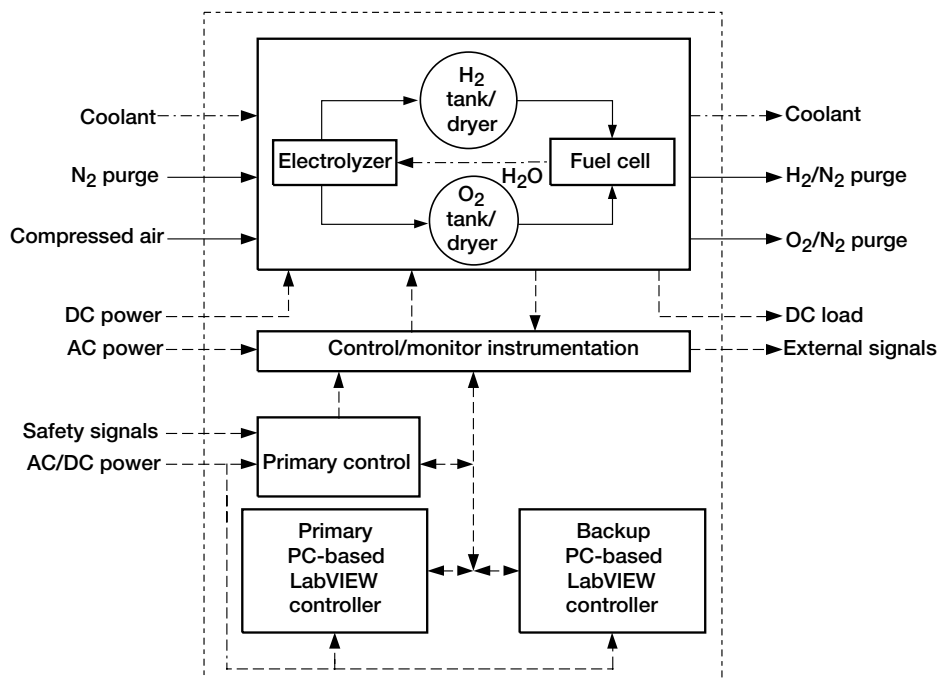 H2
tank/
dryer
Coolant
Coolant
Electrolyzer
Fuel cell
H2O
N2 purge
H2/N2 purge
O2
tank/
dryer
Compressed air
O2/N2 purge
DC power
DC load
AC power
Control/monitor instrumentation
External signals
Safety signals
AC/DC power
Primary control
Primary
PC-based
LabVIEW
controller
Backup
PC-based
LabVIEW
controller